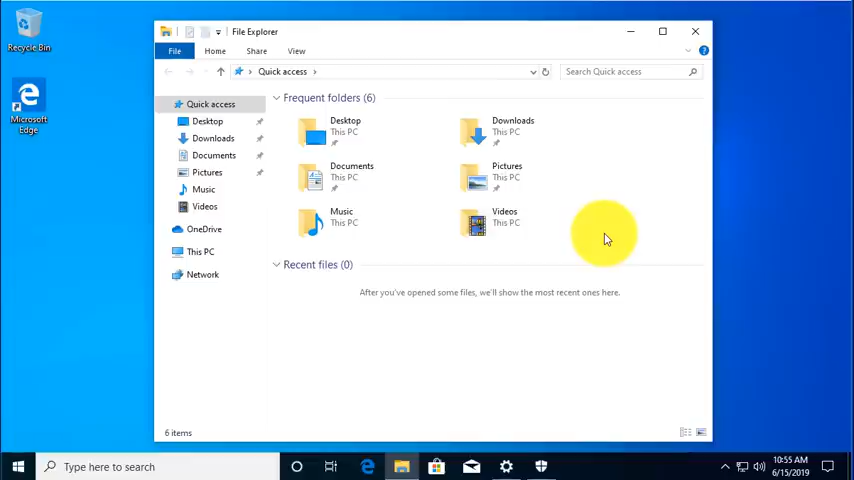 Recycle Bin
Microsoft
Edge
File Explorer
File
Home
Share
View
Quick access
Search Quick access
Quick access
Desktop
Downloads
Documents
Pictures
Music
Videos
OneDrive
This PC
Network
Frequent folders (6)
Desktop
This PC
Downloads
This PC
Documents
This PC
Pictures
This PC
Music
This PC
Videos
This PC
Recent files (0)
After you've opened some files, we'll show the most recent ones here.
6 items
Type here to search
10:55 AM
6/15/2019